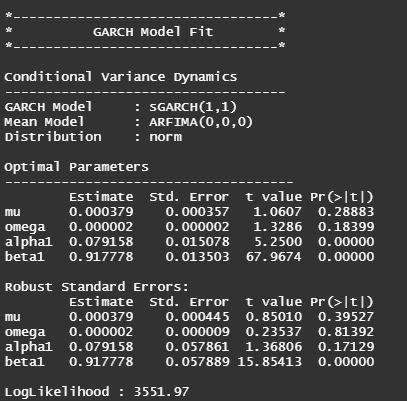 *---------------------------------*
*          GARCH Model Fit        *
*---------------------------------*
Conditional Variance Dynamics
-----------------------------------
GARCH Model     : sGARCH(1,1)
Mean Model      : ARFIMA(0,0,0)
Distribution    : norm
Optimal Parameters
------------------------------------
        Estimate  Std. Error  t value Pr(>|t|)
mu      0.000379    0.000357   1.0607  0.28883
omega   0.000002    0.000002   1.3286  0.18399
alpha1  0.079158    0.015078   5.2500  0.00000
beta1   0.917778    0.013503  67.9674  0.00000
Robust Standard Errors:
        Estimate  Std. Error  t value Pr(>|t|)
mu      0.000379    0.000445  0.85010  0.39527
omega   0.000002    0.000009  0.23537  0.81392
alpha1  0.079158    0.057861  1.36806  0.17129
beta1   0.917778    0.057889 15.85413  0.00000
LogLikelihood : 3551.97